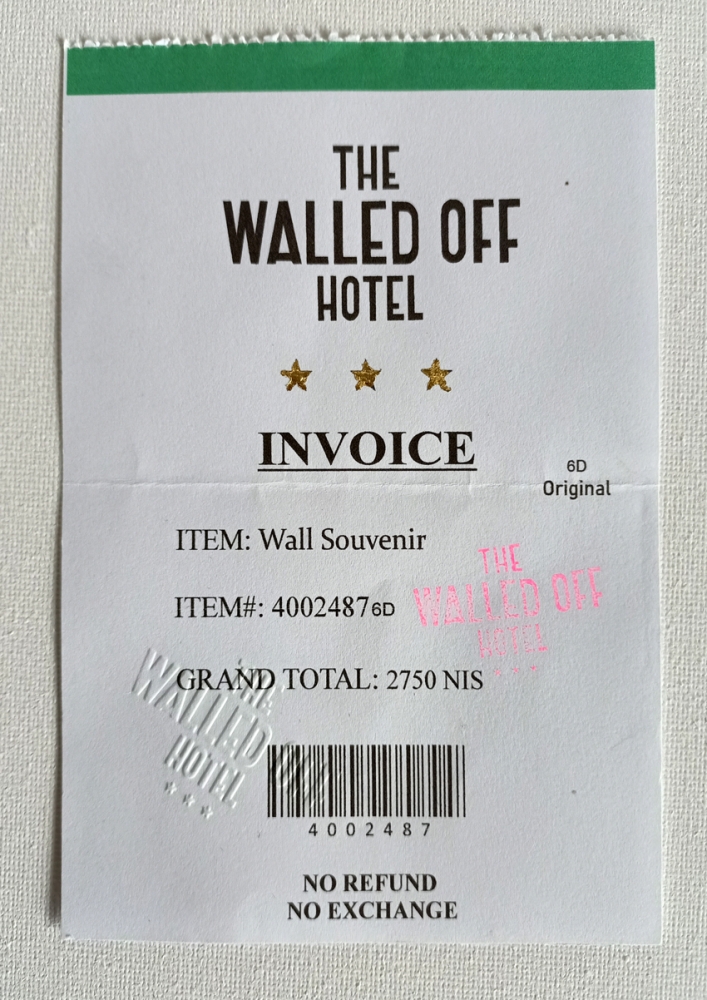 THE
WALLED OFF
HOTEL
INVOICE
6D
Original
ITEM: Wall Souvenir
ITEM#: 40024876D
THE
WALLED OFF
HOTEL
GRAND TOTAL: 2750 NIS
THE
WALLED OFF
HOTEL
4002487
NO REFUND
NO EXCHANGE